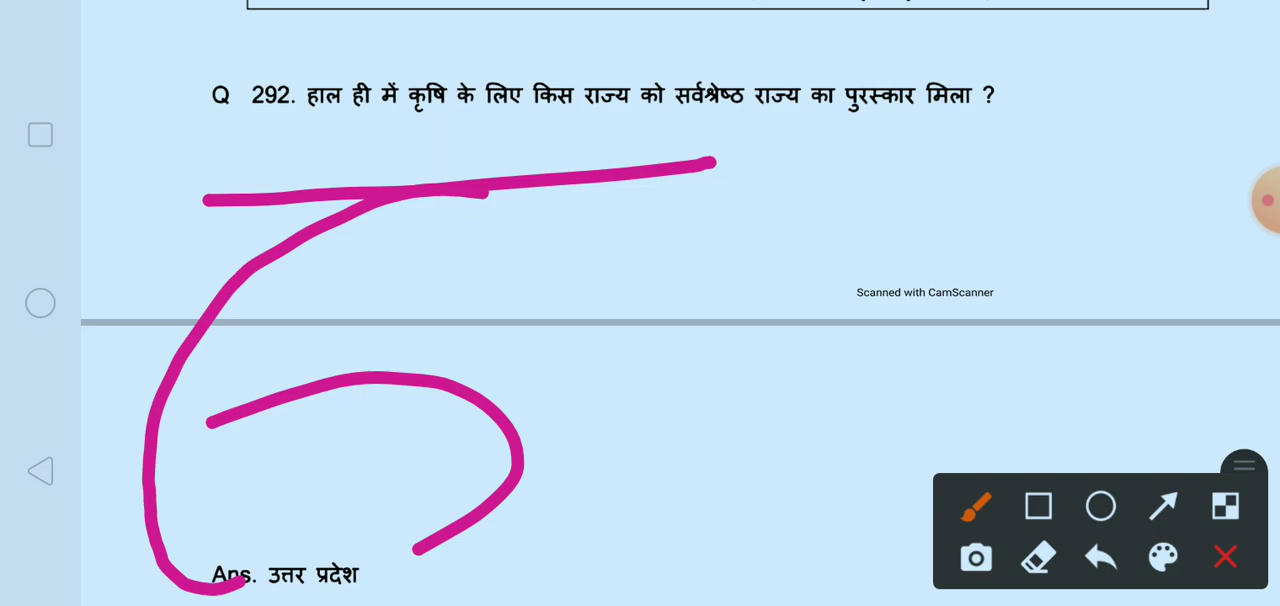 Q 292. हाल ही में कृषि के लिए किस राज्य को सर्वश्रेष्ठ राज्य का पुरस्कार मिला ?
Scanned with CamScanner
Ans. उत्तर प्रदेश